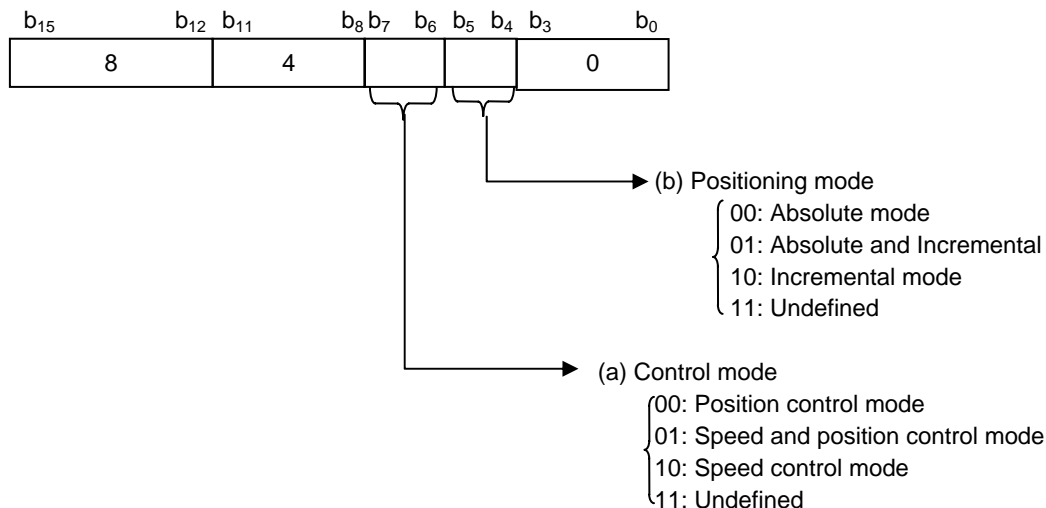 b15 b12 b11 b8 b7 b6 b5 b4 b3 b0
8 4 0
(b) Positioning mode
00: Absolute mode
01: Absolute and Incremental
10: Incremental mode
11: Undefined
(a) Control mode
00: Position control mode
01: Speed and position control mode
10: Speed control mode
11: Undefined